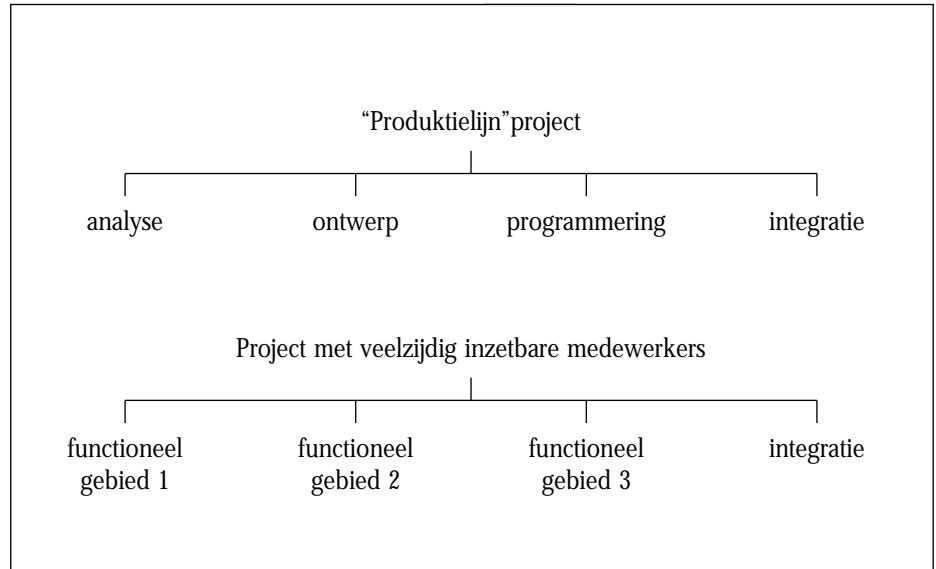 “Produktielijn”project
analyse ontwerp programmering integratie
Project met veelzijdig inzetbare medewerkers
functioneel functioneel functioneel integratie
gebied 1 gebied 2 gebied 3